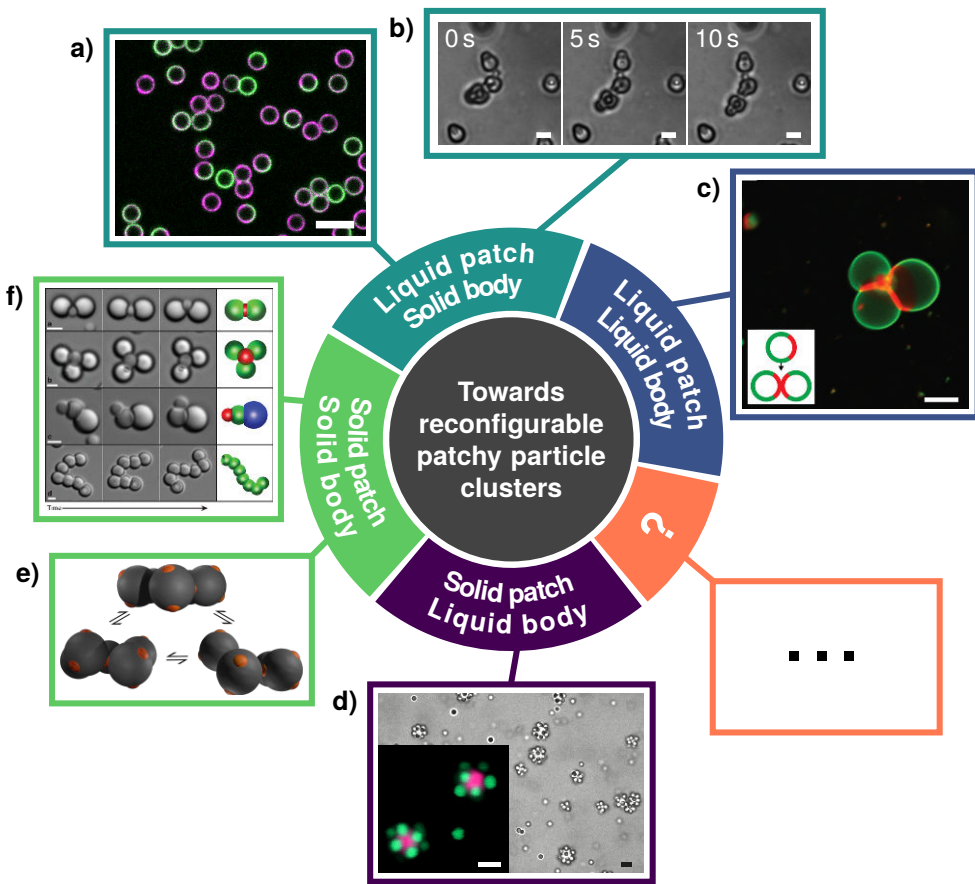 a)
b)
0 s
5 s
10 s
c)
f)
a
b
c
d
Time
Liquid patch
Solid body
Liquid patch
Liquid body
Solid patch
Solid body
Towards
reconfigurable
patchy particle
clusters
?
Solid patch
Liquid body
e)
d)